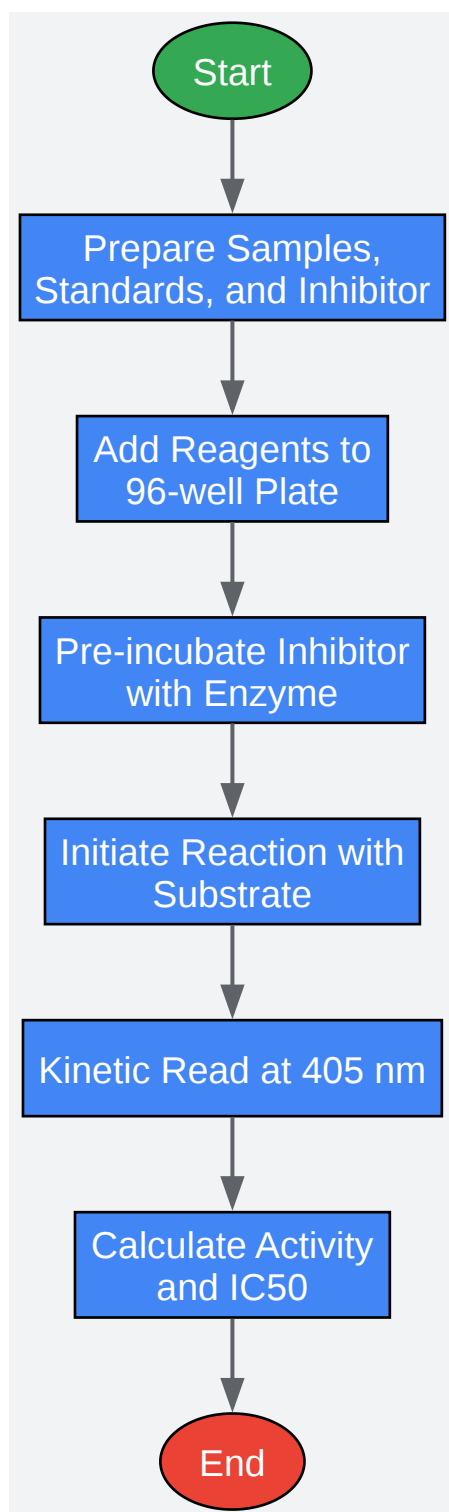 Start
Prepare Samples,
Standards, and Inhibitor
Add Reagents to
96-well Plate
Pre-incubate Inhibitor
with Enzyme
Initiate Reaction with
Substrate
Kinetic Read at 405 nm
Calculate Activity
and IC50
End